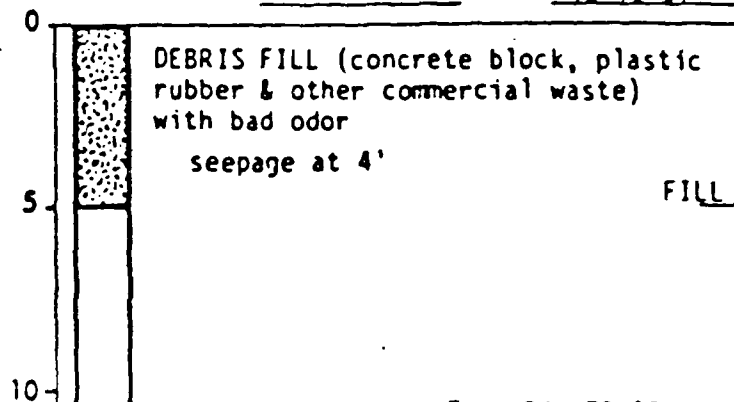 0
DEBRIS FILL (concrete block, plastic
rubber & other commercial waste)
with bad odor
seepage at 4'
5
FILL
10